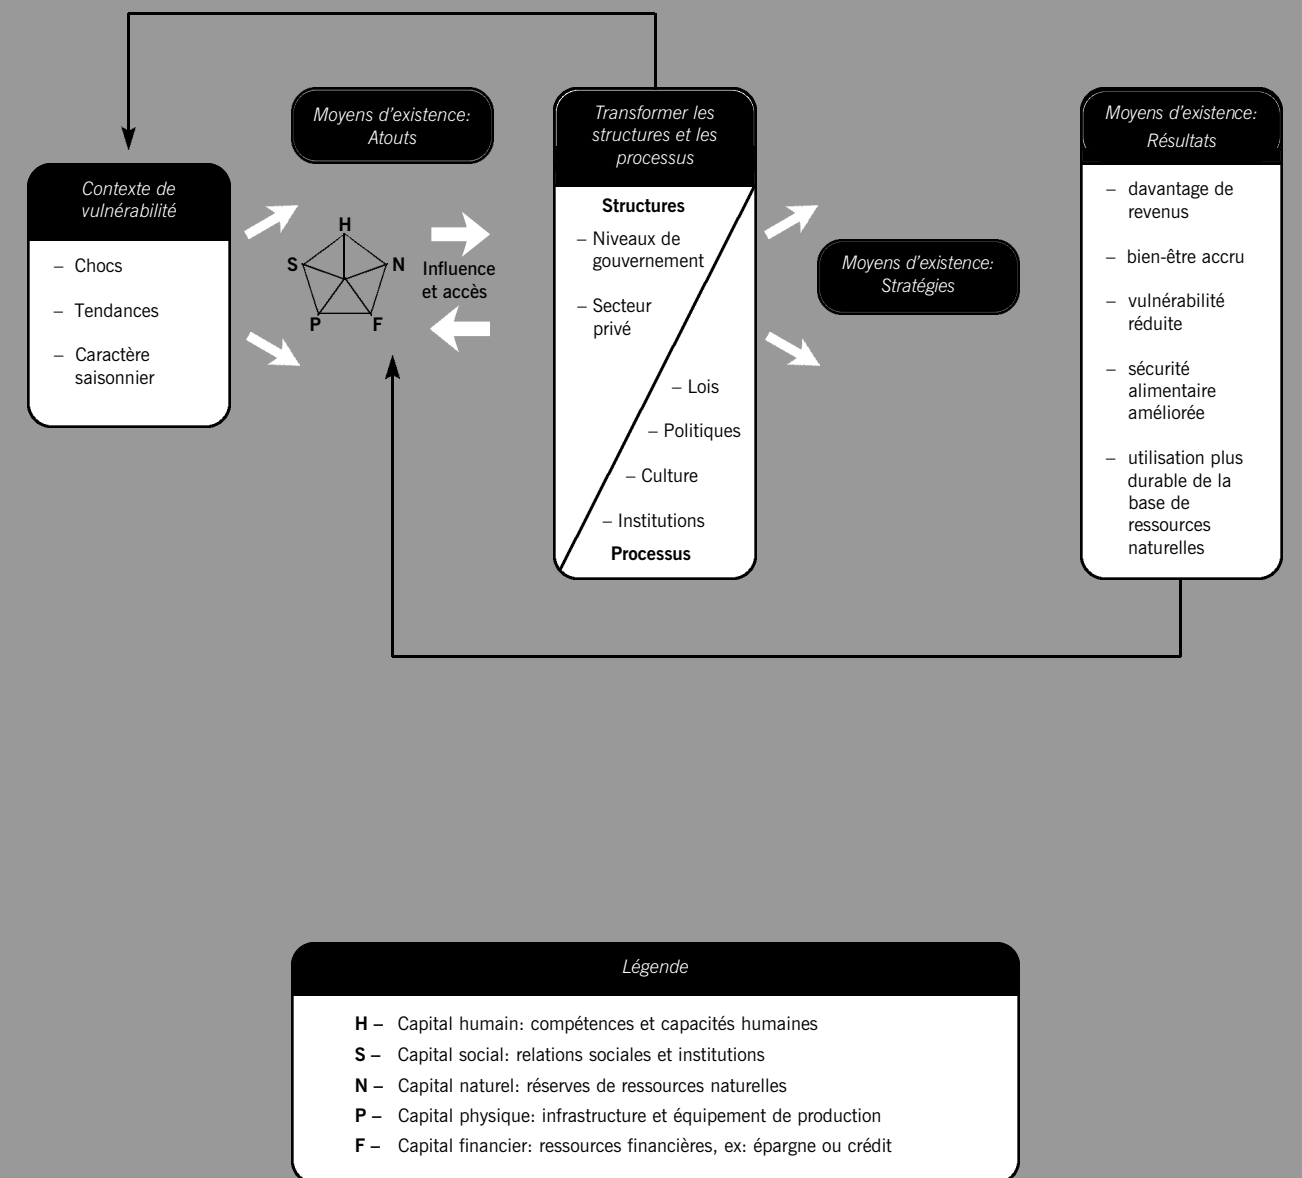 Contexte de
vulnérabilité
– Chocs
– Tendances
– Caractère
saisonnier
Moyens d'existence:
Atouts
H
S
N
P
F
Influence
et accès
Transformer les
structures et les
processus
Structures
– Niveaux de
gouvernement
– Secteur
privé
– Lois
– Politiques
– Culture
– Institutions
Processus
Moyens d'existence:
Stratégies
Moyens d'existence:
Résultats
– davantage de
revenus
– bien-être accru
– vulnérabilité
réduite
– sécurité
alimentaire
améliorée
– utilisation plus
durable de la
base de
ressources
naturelles
Légende
H – Capital humain: compétences et capacités humaines
S – Capital social: relations sociales et institutions
N – Capital naturel: réserves de ressources naturelles
P – Capital physique: infrastructure et équipement de production
F – Capital financier: ressources financières, ex: épargne ou crédit